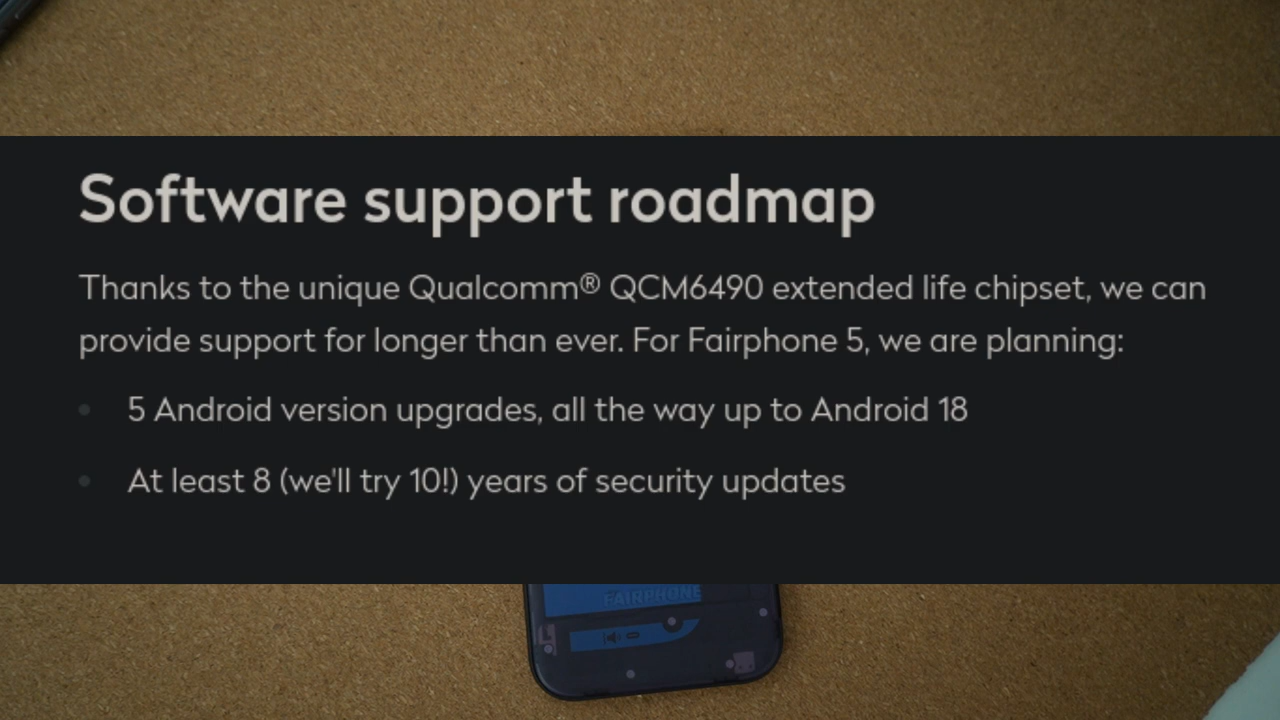 Software support roadmap
Thanks to the unique Qualcomm® QCM6490 extended life chipset, we can
provide support for longer than ever. For Fairphone 5, we are planning:
• 5 Android version upgrades, all the way up to Android 18
• At least 8 (we'll try 10!) years of security updates
FAIRPHONE